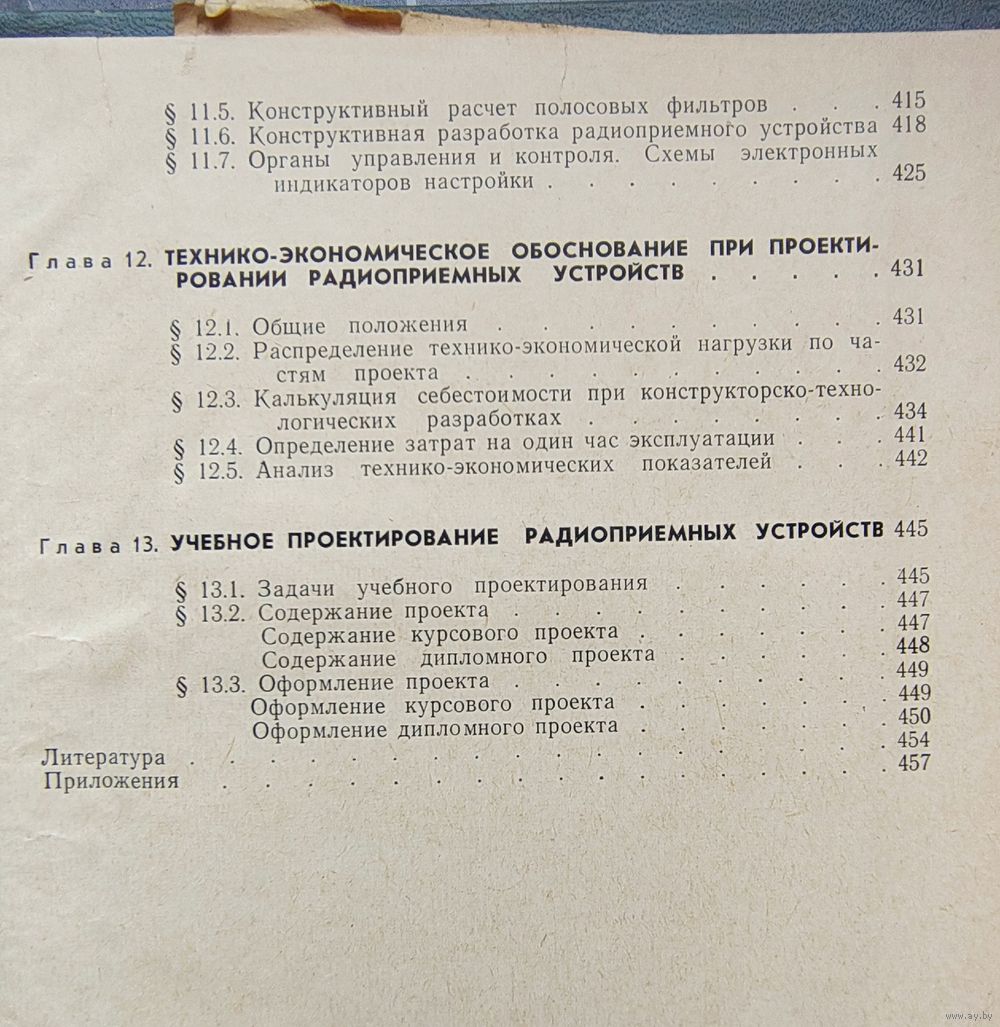 § 11.5. Конструктивный расчет полосовых фильтров . . . 415
§ 11.6. Конструктивная разработка радиоприемного устройства 418
§ 11.7. Органы управления и контроля. Схемы электронных
индикаторов настройки . . . . . . . . 425
Глава 12. ТЕХНИКО-ЭКОНОМИЧЕСКОЕ ОБОСНОВАНИЕ ПРИ ПРОЕКТИ-
РОВАНИИ РАДИОПРИЕМНЫХ УСТРОЙСТВ . . . . . 431
§ 12.1. Общие положения . . . . . . . . . . 431
§ 12.2. Распределение технико-экономической нагрузки по ча-
стям проекта . . . . . . . . . . 432
§ 12.3. Калькуляция себестоимости при конструкторско-техно-
логических разработках . . . . . . . 434
§ 12.4. Определение затрат на один час эксплуатации . . . 441
§ 12.5. Анализ технико-экономических показателей . . . 442
Глава 13. УЧЕБНОЕ ПРОЕКТИРОВАНИЕ РАДИОПРИЕМНЫХ УСТРОЙСТВ 445
§ 13.1. Задачи учебного проектирования . . . . . 445
§ 13.2. Содержание проекта . . . . . . . . . 447
Содержание курсового проекта . . . . . . 447
Содержание дипломного проекта . . . . . 448
§ 13.3. Оформление проекта . . . . . . . . . 449
Оформление курсового проекта . . . . . . 449
Оформление дипломного проекта . . . . . . 450
Литература . . . . . . . . . . . . . . . . . . 454
Приложения . . . . . . . . . . . . . . . . . 457
www.ay.by